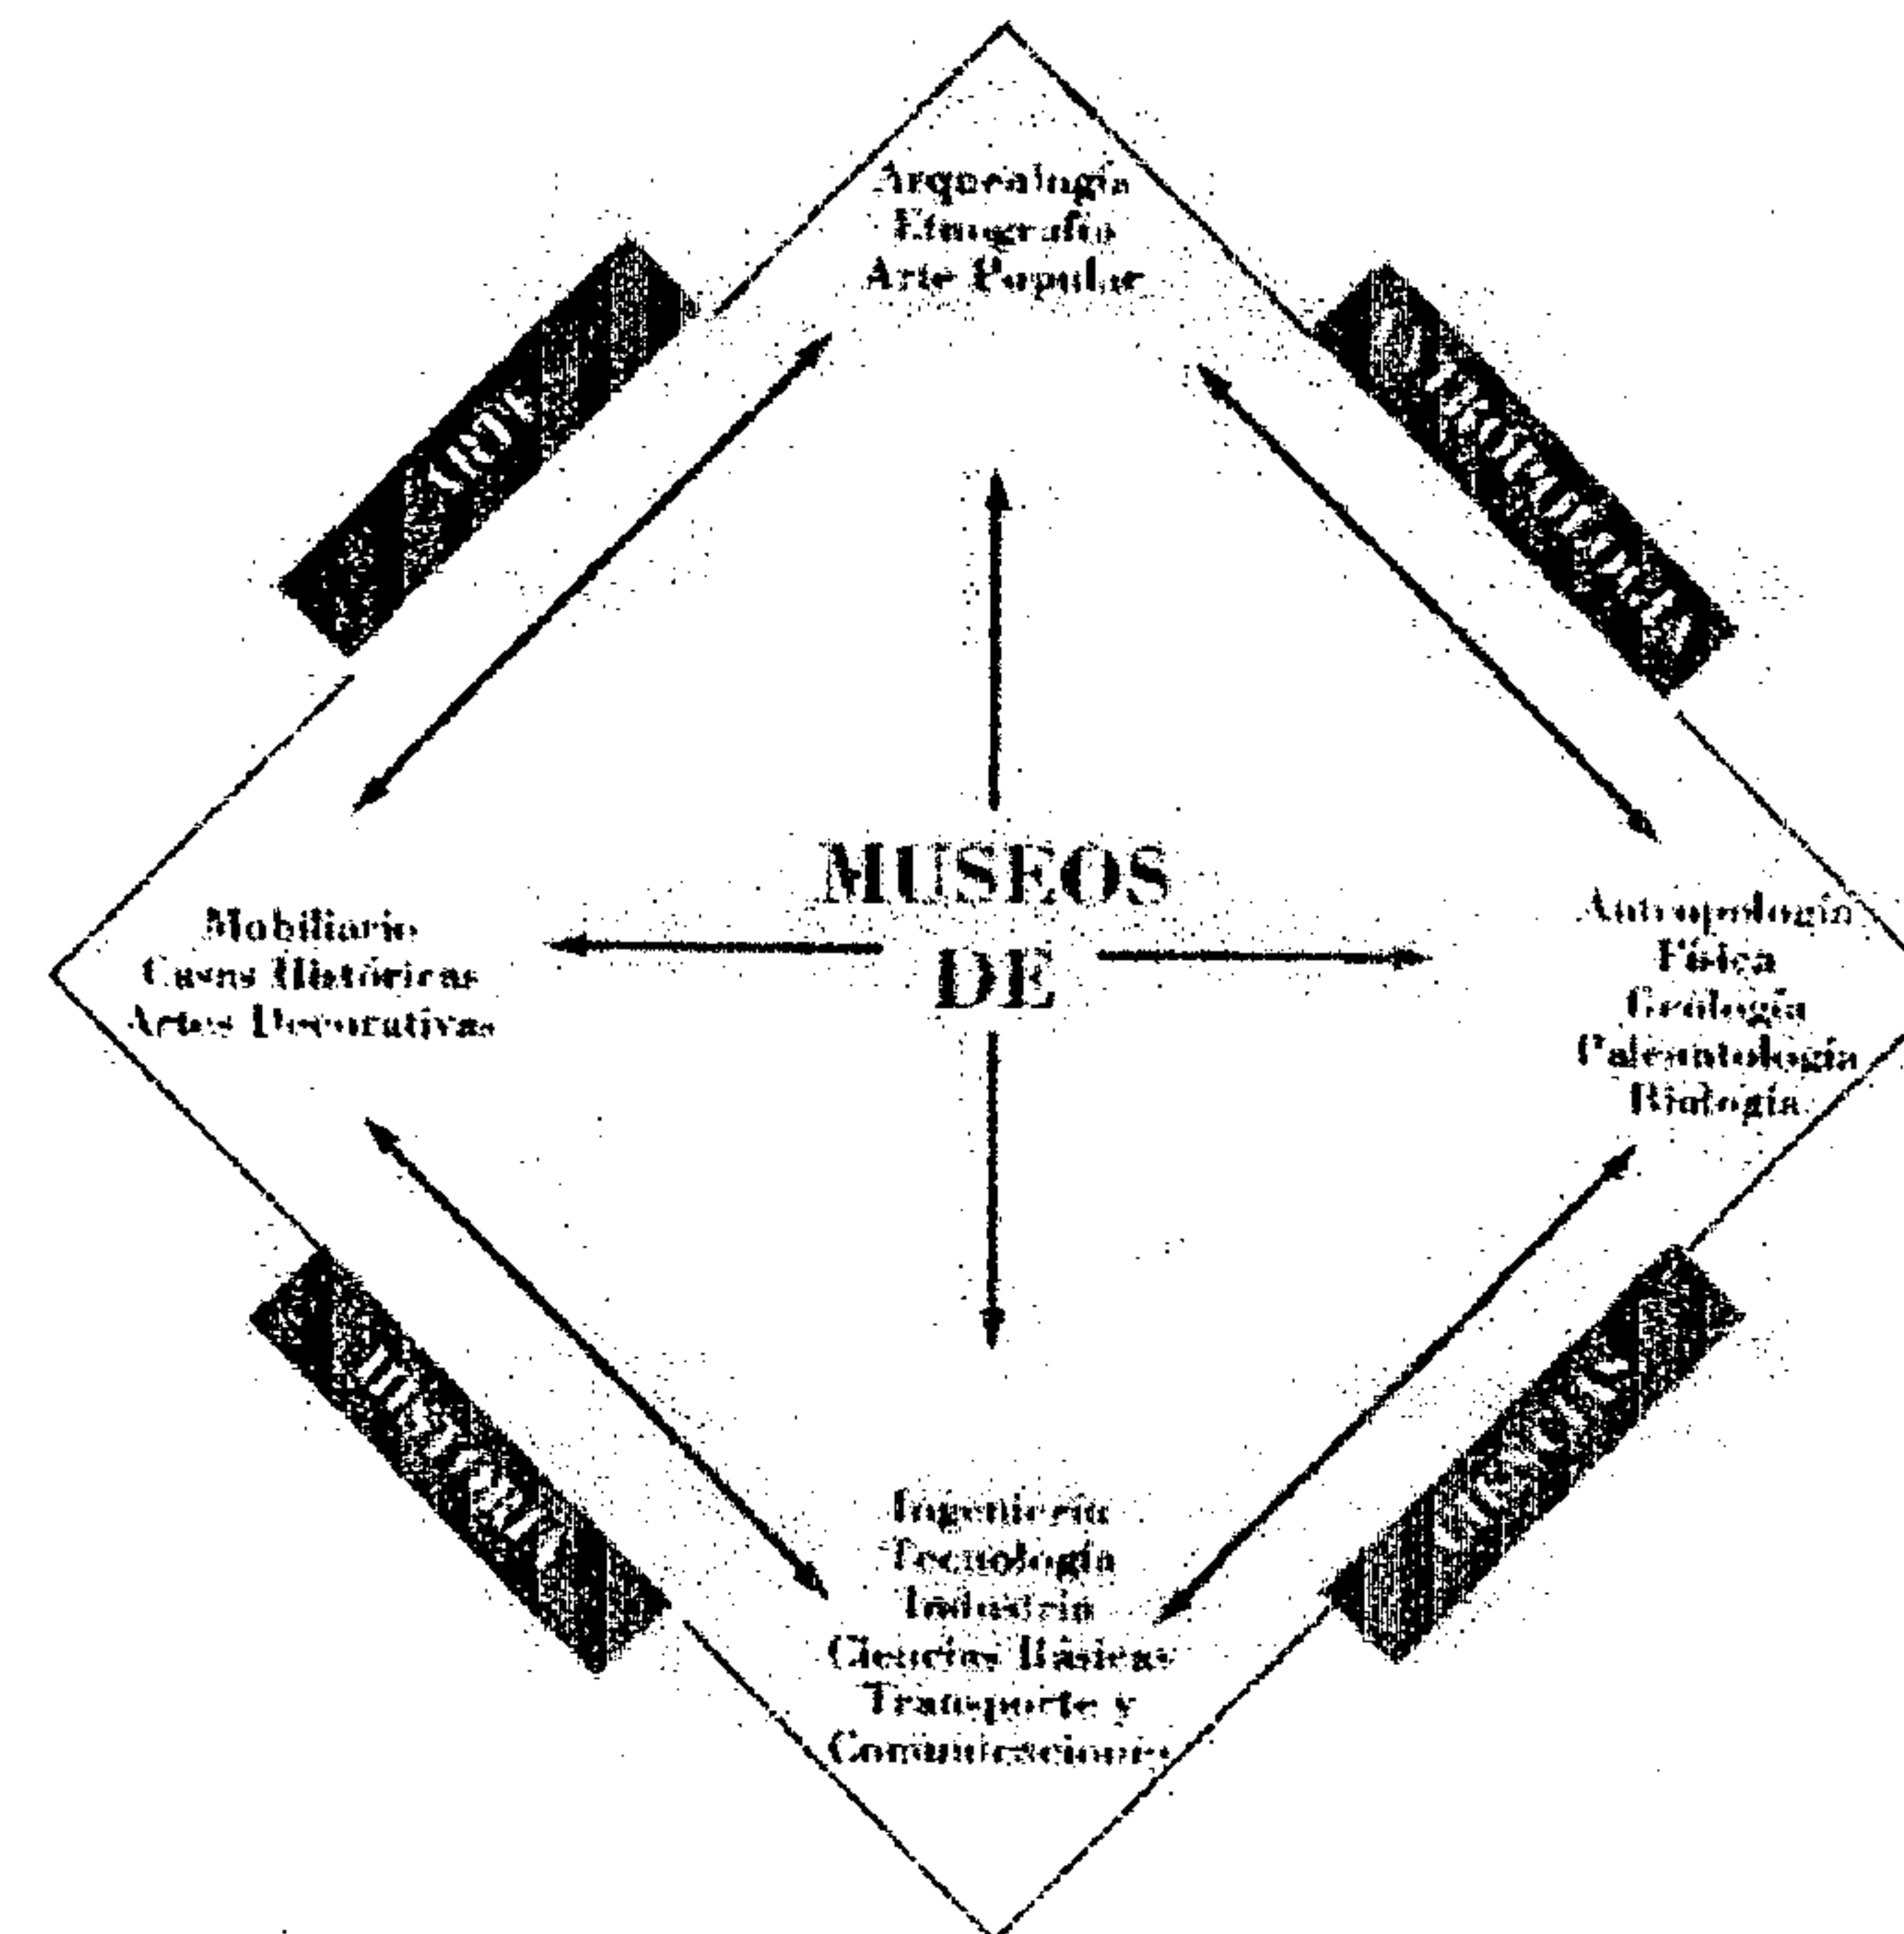 Arqueología
Etnografía
Arte Popular
MUSEOS
DE
Mobiliario
Casas Históricas
Artes Decorativas
Antropología
Física
Geología
Paleontología
Biología
Ingeniería
Tecnología
Industria
Ciencias Básicas
Transporte y
Comunicaciones